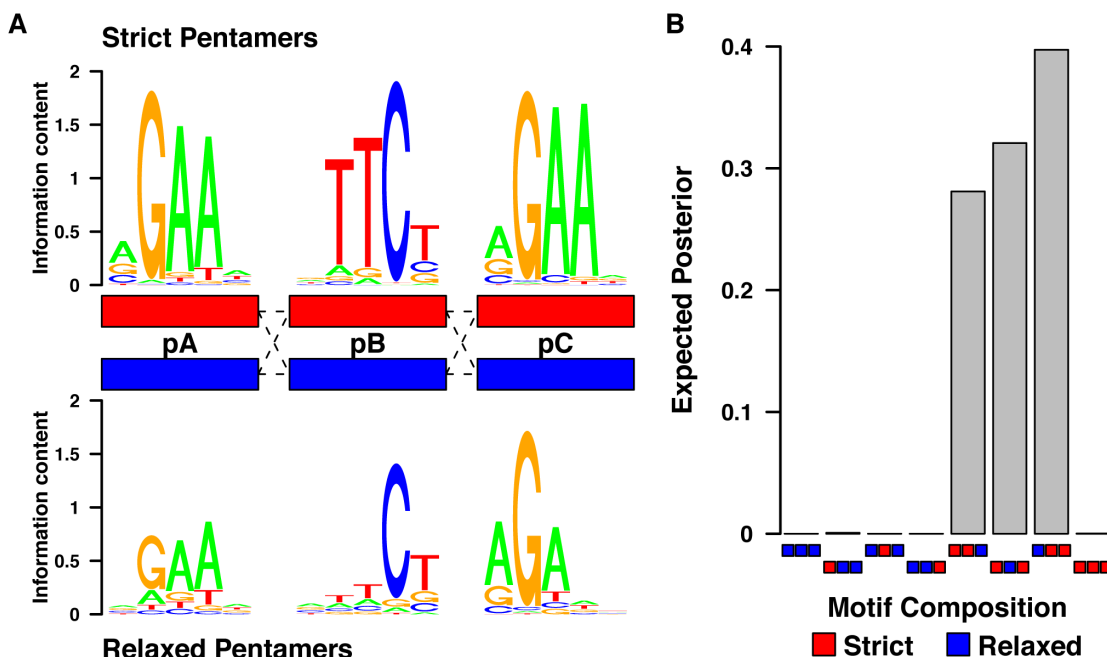 A
Strict Pentamers
Information content
2
1.5
1
0.5
0
pA
pB
pC
Information content
2
1.5
1
0.5
0
Relaxed Pentamers
B
Expected Posterior
0.4
0.3
0.2
0.1
0
Motif Composition
Strict
Relaxed